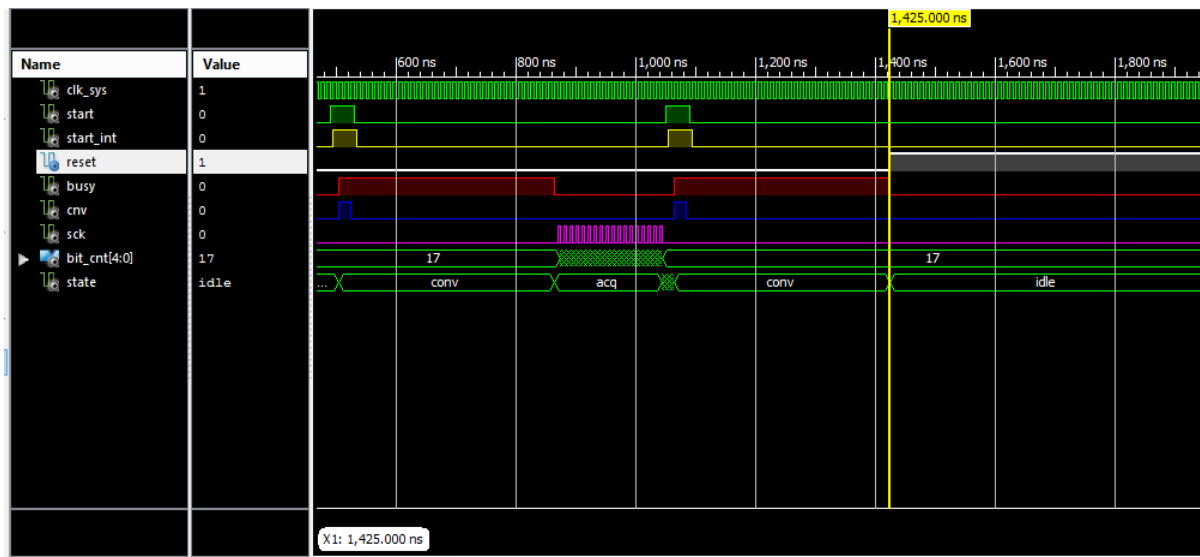 1,425.000 ns
Name Value
600 ns 800 ns 1,000 ns 1,200 ns 1,400 ns 1,600 ns 1,800 ns
clk_sys 1
start 0
start_int 0
reset 1
busy 0
cnv 0
sck 0
bit_cnt[4:0] 17 17 17
state idle ... conv acq conv idle
X1: 1,425.000 ns